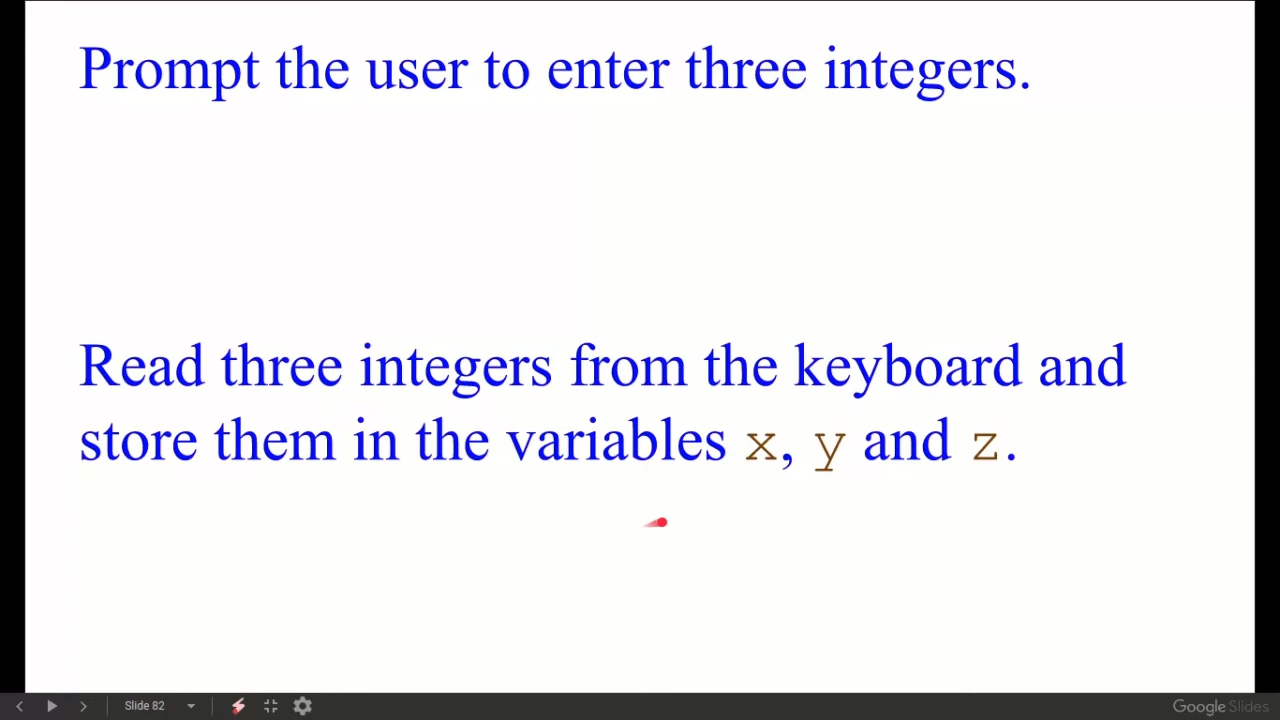 Prompt the user to enter three integers.
Read three integers from the keyboard and
store them in the variables x, y and z.
Slide 82
Google Slides